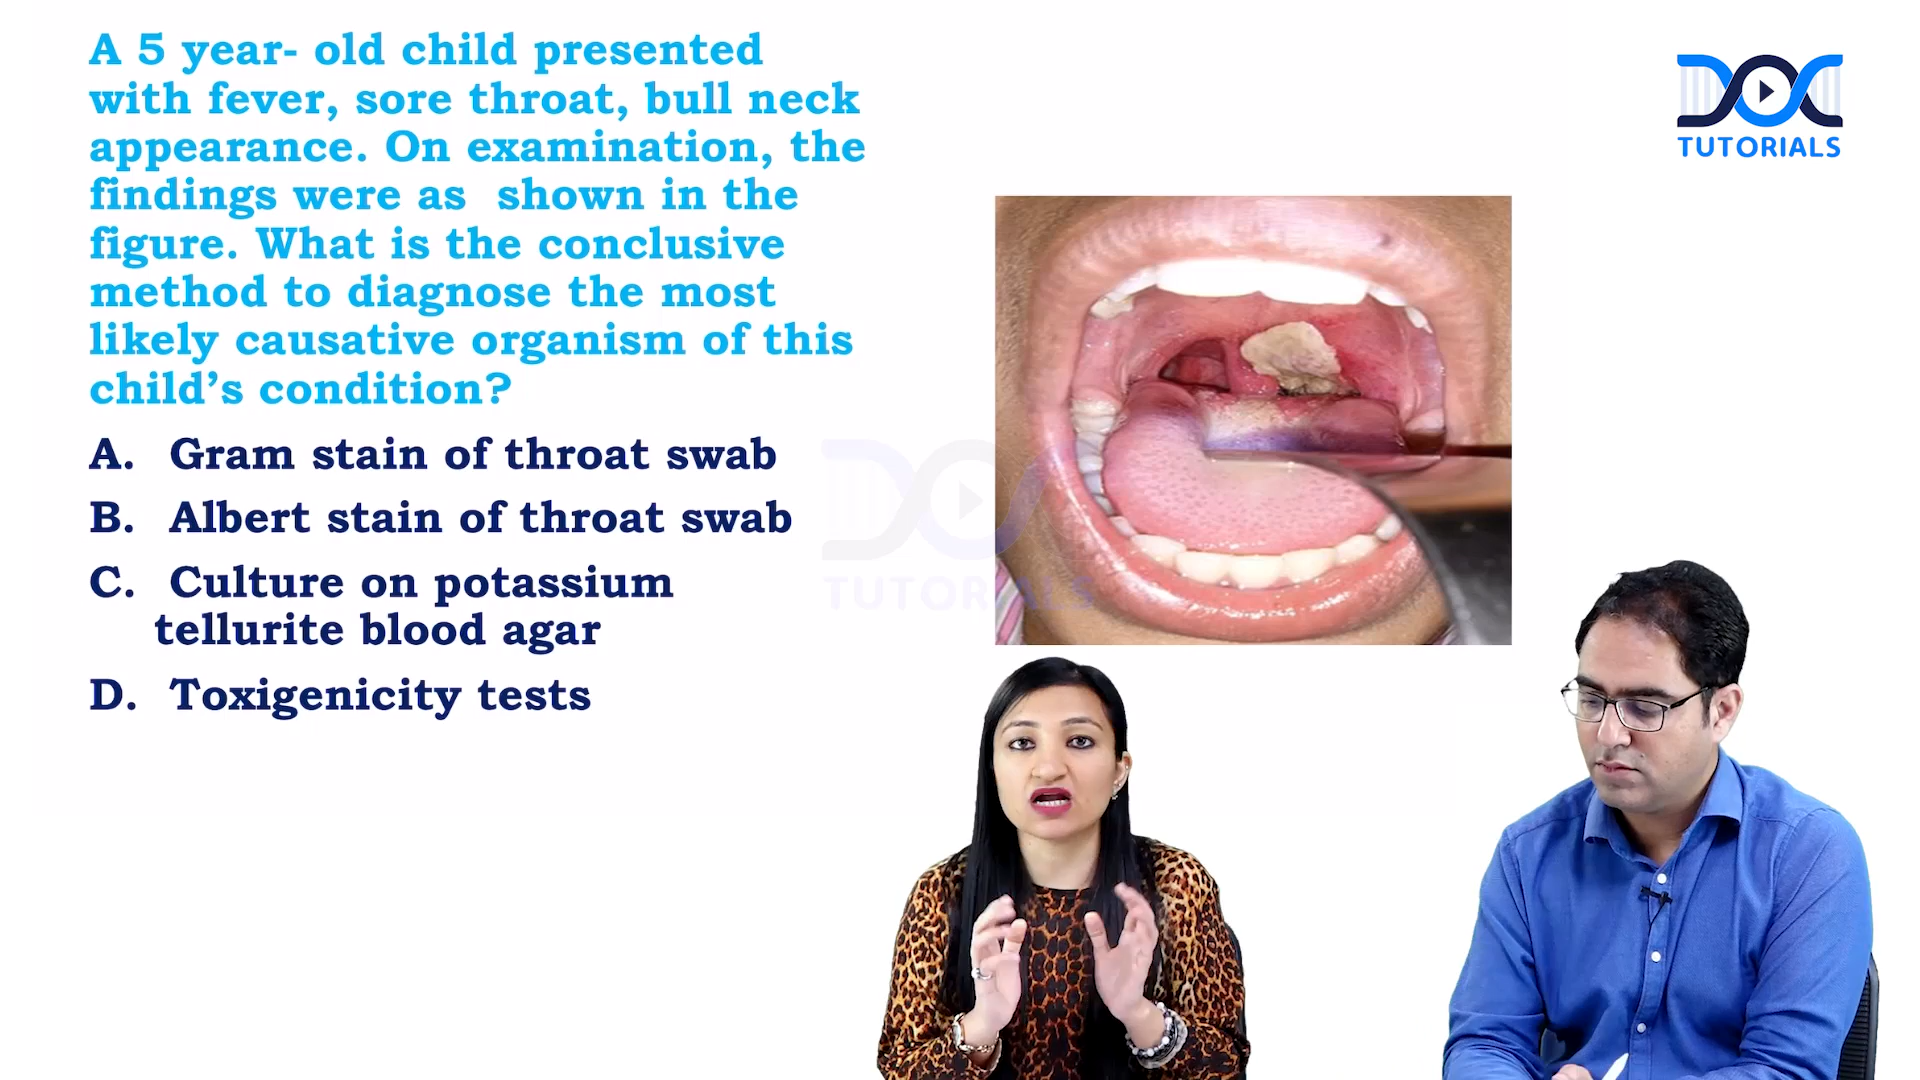 A 5 year- old child presented
with fever, sore throat, bull neck
appearance. On examination, the
findings were as  shown in the
figure. What is the conclusive
method to diagnose the most
likely causative organism of this
child’s condition?
A. Gram stain of throat swab
B. Albert stain of throat swab
C. Culture on potassium
tellurite blood agar
D. Toxigenicity tests
DOC
TUTORIALS
DOC
TUTORIALS